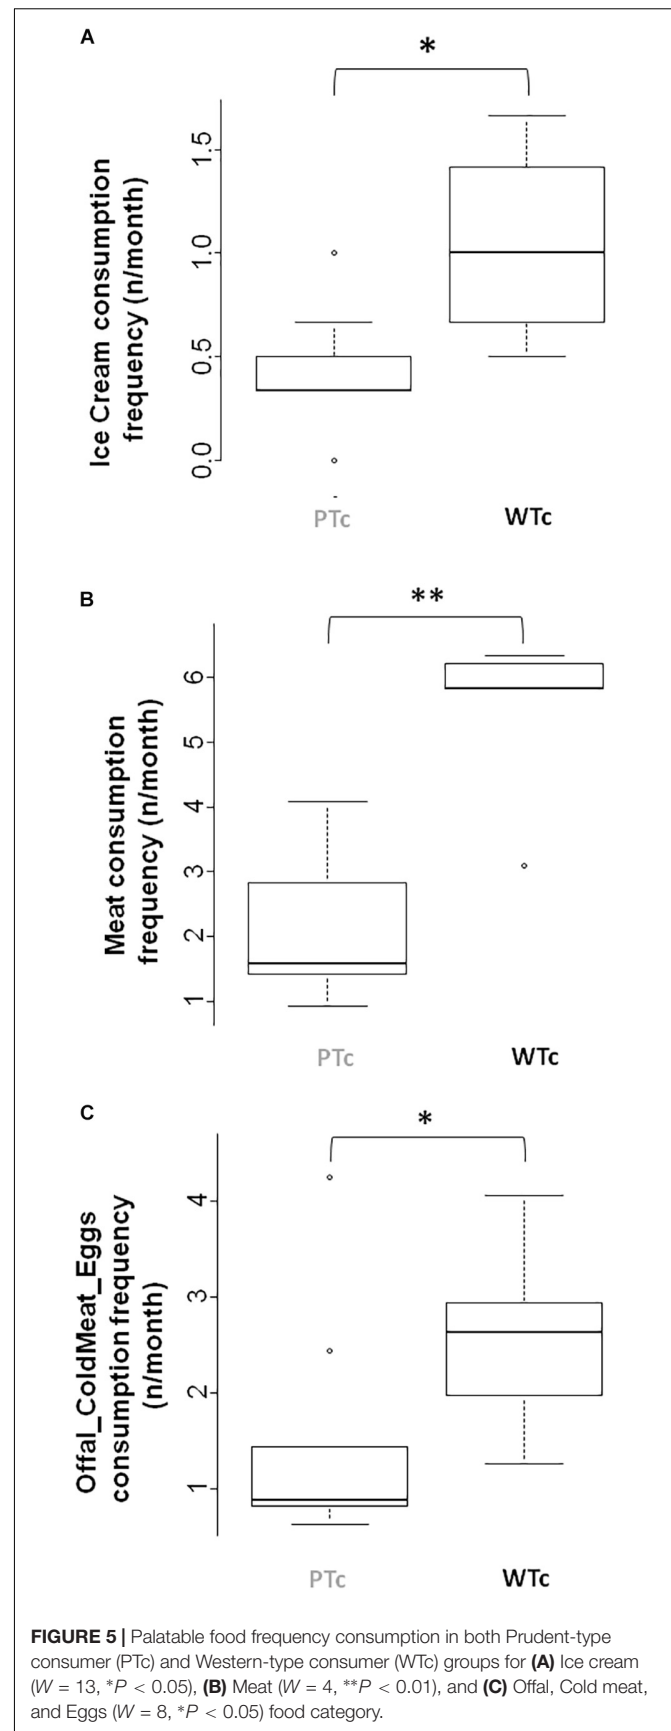 A
*
Ice Cream consumption
frequency (n/month)
1.5
1.0
0.5
0.0
PTc
WTc
B
**
Meat consumption
frequency (n/month)
6
5
4
3
2
1
PTc
WTc
C
*
Offal_ColdMeat_Eggs
consumption frequency
(n/month)
4
3
2
1
PTc
WTc
FIGURE 5 | Palatable food frequency consumption in both Prudent-type
consumer (PTc) and Western-type consumer (WTc) groups for (A) Ice cream
(W = 13, *P < 0.05), (B) Meat (W = 4, **P < 0.01), and (C) Offal, Cold meat,
and Eggs (W = 8, *P < 0.05) food category.